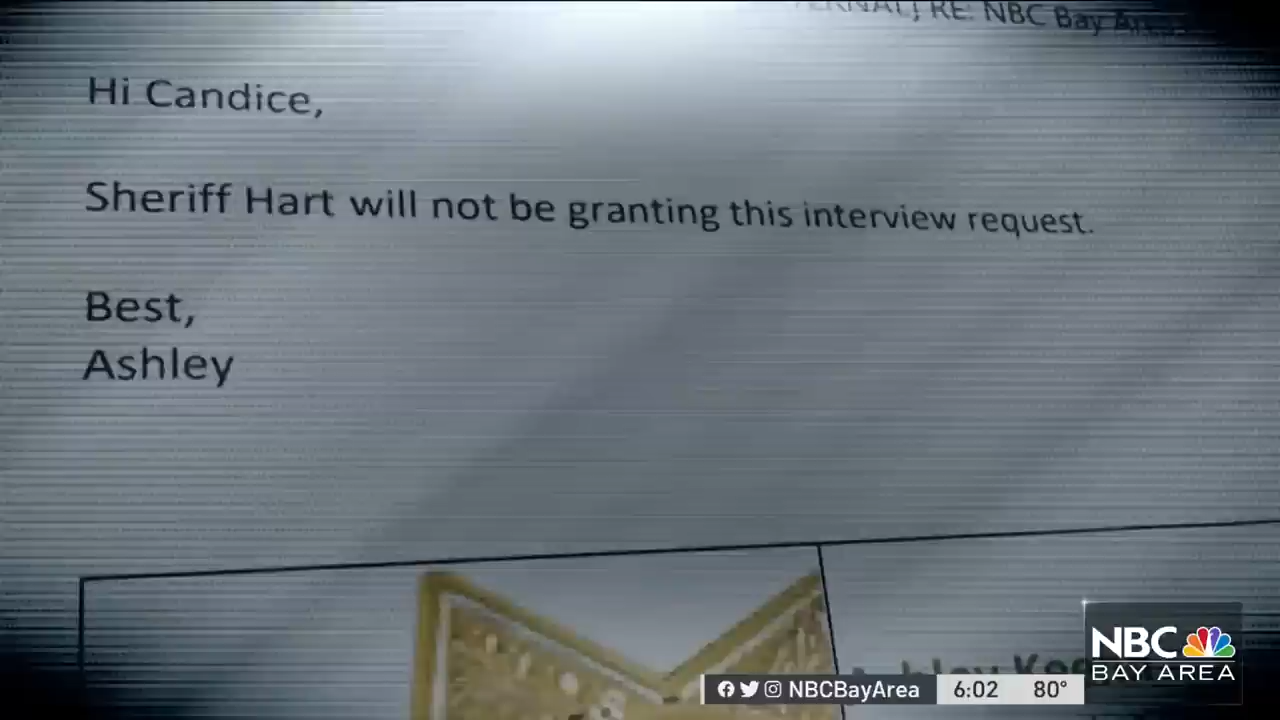 RE: NBC Bay Area
Hi Candice,
Sheriff Hart will not be granting this interview request.
Best,
Ashley
NBC
BAY AREA
NBCBayArea
6:02
80°